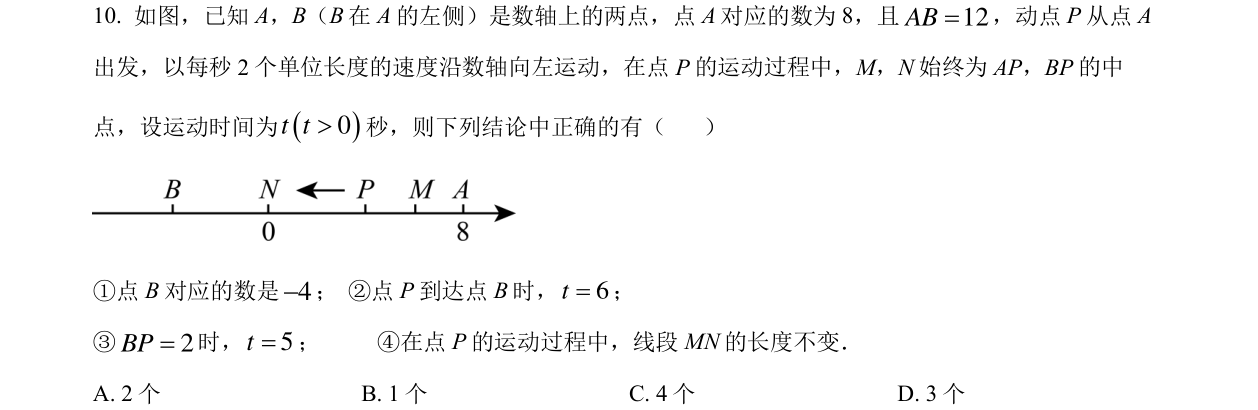 10. 如图，已知 A，B（B 在 A 的左侧）是数轴上的两点，点 A 对应的数为 8，且 AB = 12，动点 P 从点 A
出发，以每秒 2 个单位长度的速度沿数轴向左运动，在点 P 的运动过程中，M，N 始终为 AP，BP 的中
点，设运动时间为 t(t > 0) 秒，则下列结论中正确的有（　　）
B N P M A
0 8
①点 B 对应的数是 –4； ②点 P 到达点 B 时，t = 6；
③ BP = 2 时，t = 5； ④在点 P 的运动过程中，线段 MN 的长度不变．
A. 2 个 B. 1 个 C. 4 个 D. 3 个